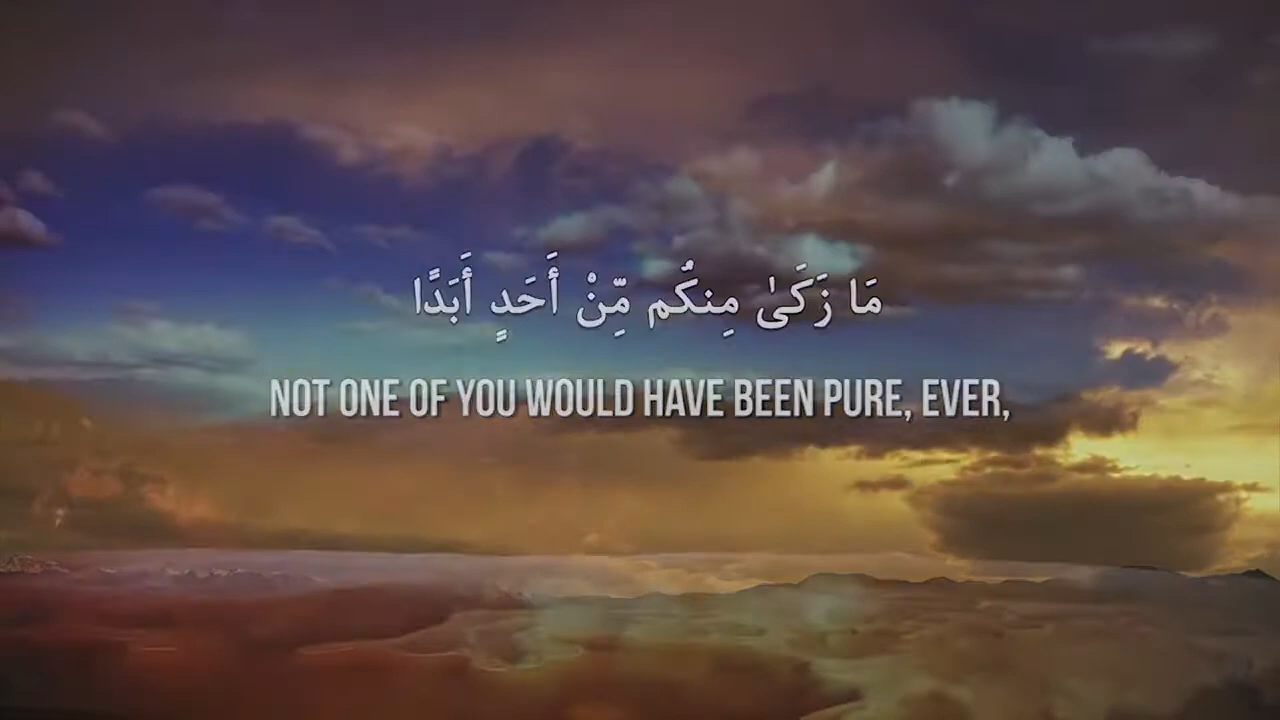 مَا زَكَىٰ مِنكُم مِّنْ أَحَدٍ أَبَدًا
NOT ONE OF YOU WOULD HAVE BEEN PURE, EVER,